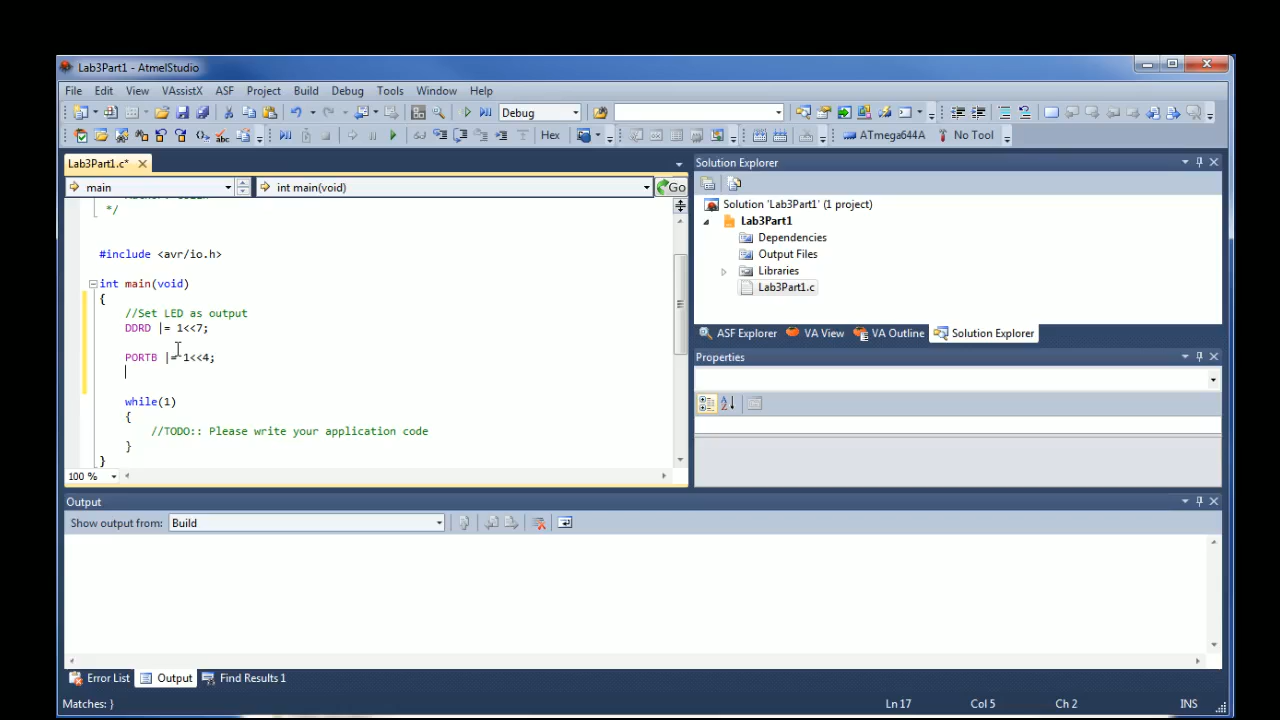 Lab3Part1 - AtmelStudio
File Edit View VAssistX ASF Project Build Debug Tools Window Help
Debug
Hex ATmega644A No Tool
Lab3Part1.c*
main int main(void) Go
*/
#include <avr/io.h>
int main(void)
{
//Set LED as output
DDRD |= 1<<7;
PORTB |= 1<<4;
while(1)
{
//TODO:: Please write your application code
}
}
100 %
Solution Explorer
Solution 'Lab3Part1' (1 project)
Lab3Part1
Dependencies
Output Files
Libraries
Lab3Part1.c
ASF Explorer VA View VA Outline Solution Explorer
Properties
Output
Show output from: Build
Error List Output Find Results 1
Matches: } Ln 17 Col 5 Ch 2 INS